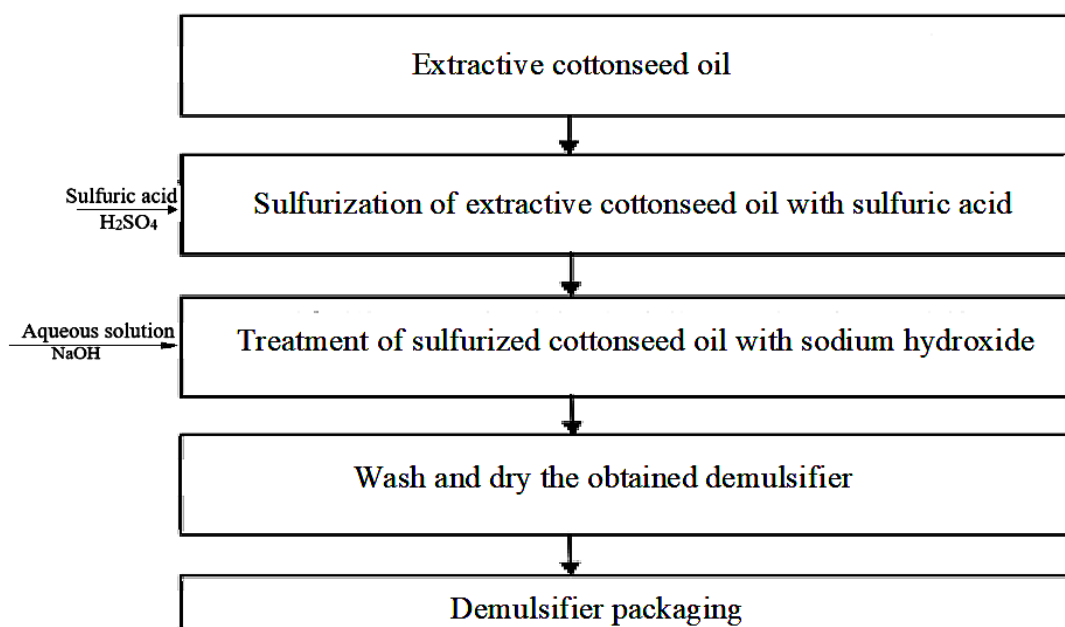 Extractive cottonseed oil
Sulfuric acid
H₂SO₄
Sulfurization of extractive cottonseed oil with sulfuric acid
Aqueous solution
NaOH
Treatment of sulfurized cottonseed oil with sodium hydroxide
Wash and dry the obtained demulsifier
Demulsifier packaging